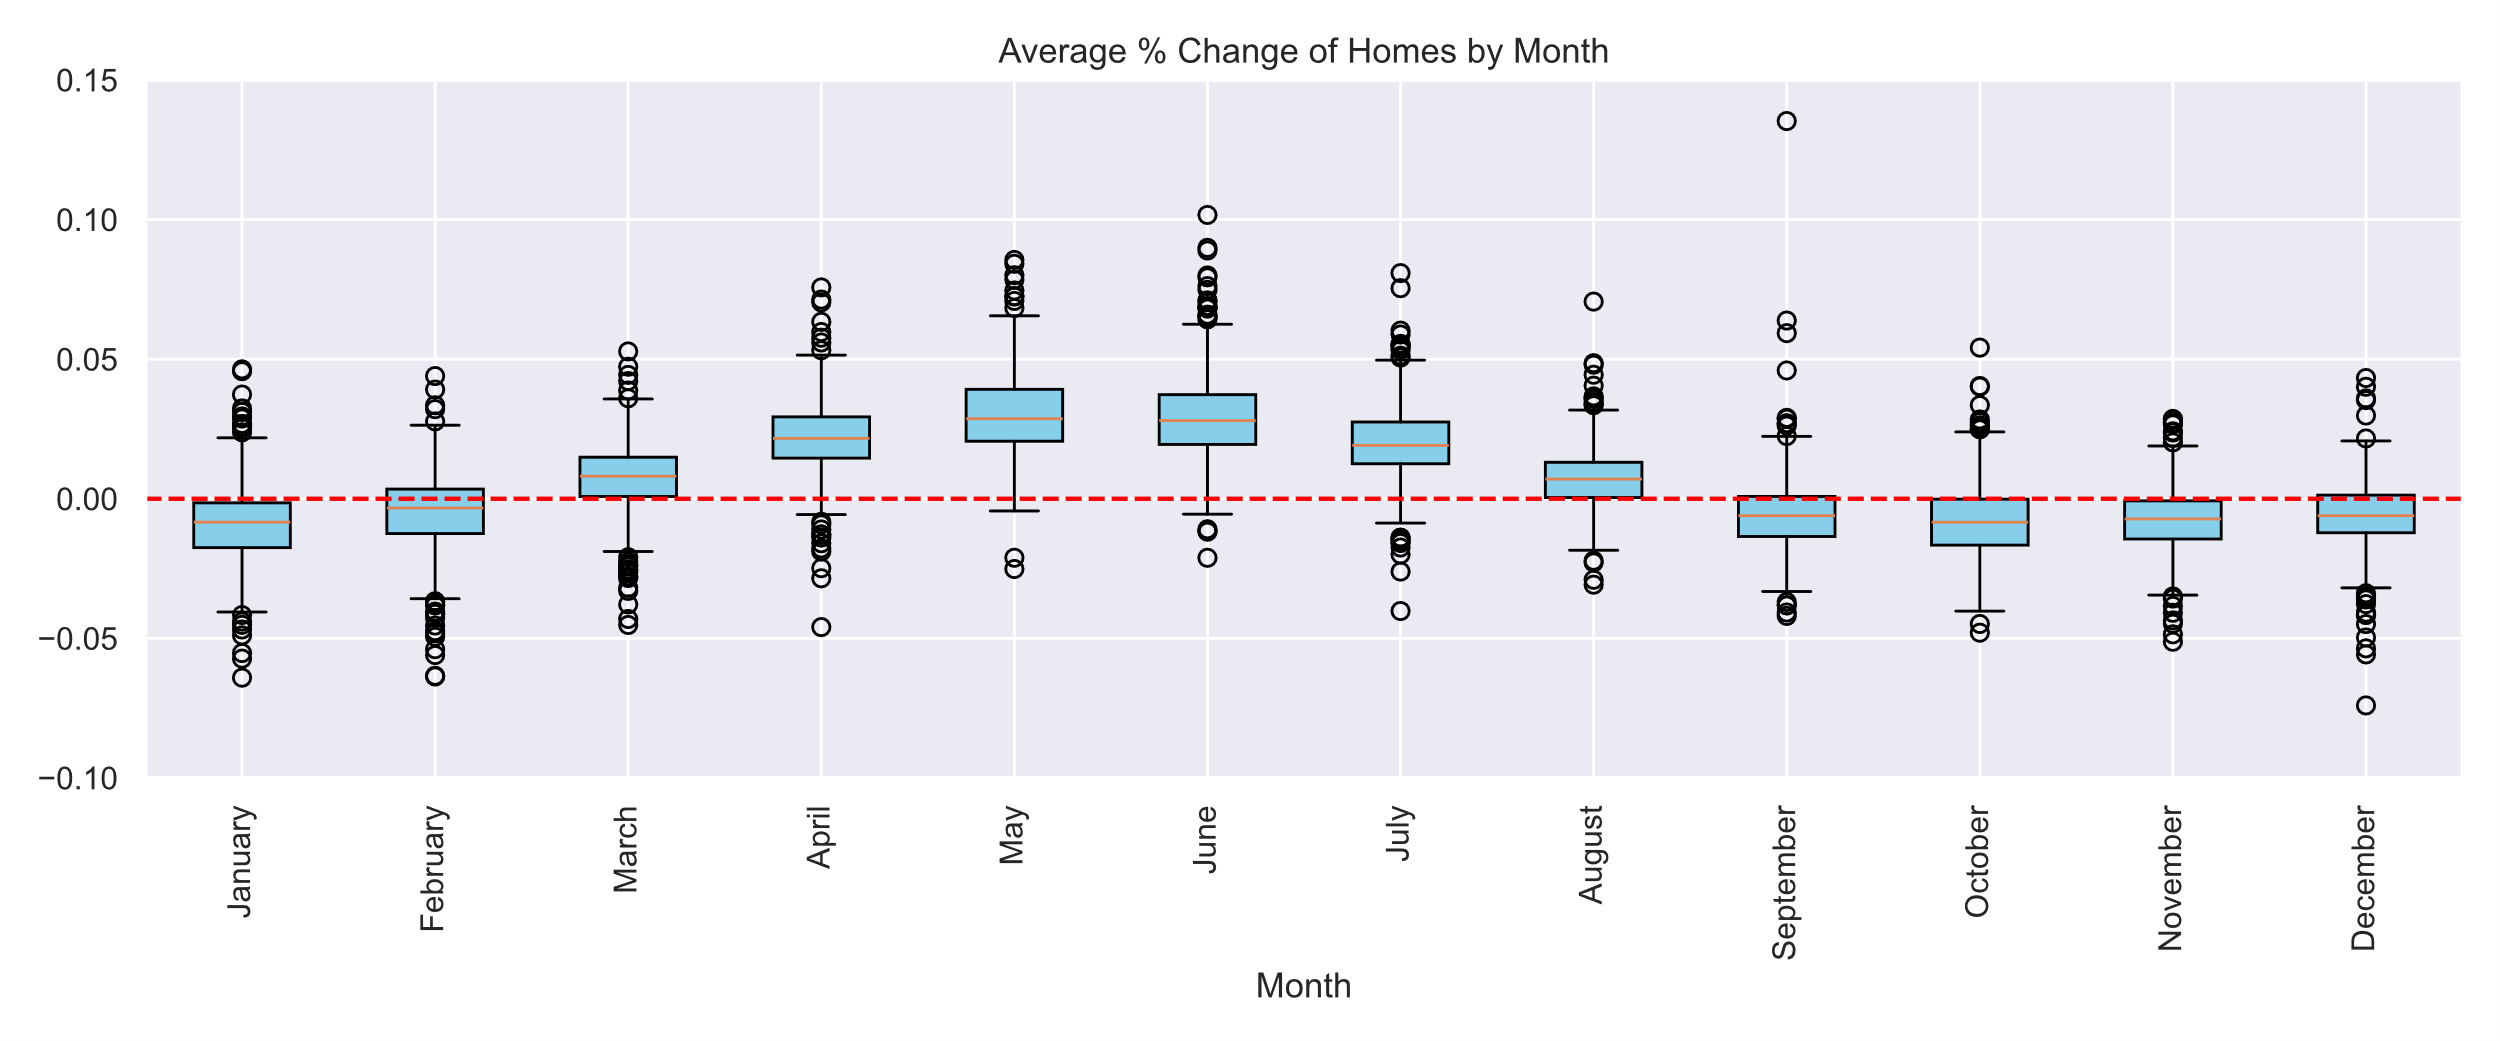 Average % Change of Homes by Month
0.15
0.10
0.05
0.00
−0.05
−0.10
January
February
March
April
May
June
July
August
September
October
November
December
Month